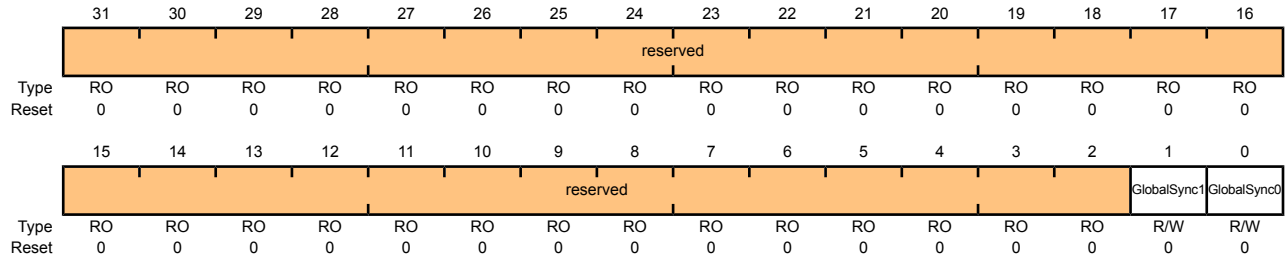 31 30 29 28 27 26 25 24 23 22 21 20 19 18 17 16
reserved
Type RO RO RO RO RO RO RO RO RO RO RO RO RO RO RO RO
Reset 0 0 0 0 0 0 0 0 0 0 0 0 0 0 0 0
15 14 13 12 11 10 9 8 7 6 5 4 3 2 1 0
reserved GlobalSync1 GlobalSync0
Type RO RO RO RO RO RO RO RO RO RO RO RO RO RO R/W R/W
Reset 0 0 0 0 0 0 0 0 0 0 0 0 0 0 0 0